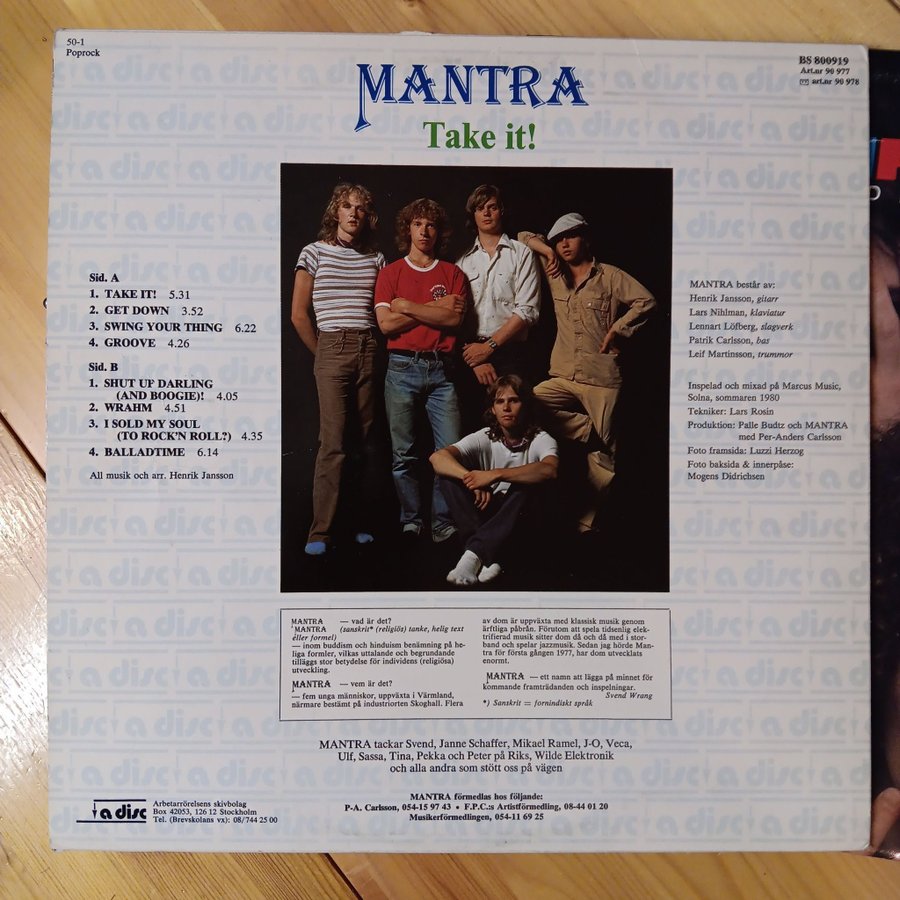 50-1
Poprock
BS 800919
Art.nr 90 977
art.nr 90 978
MANTRA
Take it!
Sid. A
1. TAKE IT! 5.31
2. GET DOWN 3.52
3. SWING YOUR THING 6.22
4. GROOVE 4.26
Sid. B
1. SHUT UP DARLING
(AND BOOGIE)! 4.05
2. WRAHM 4.51
3. I SOLD MY SOUL
(TO ROCK'N ROLL?) 4.35
4. BALLADTIME 6.14
All musik och arr. Henrik Jansson
MANTRA består av:
Henrik Jansson, gitarr
Lars Nihlman, klaviatur
Lennart Löfberg, slagverk
Patrik Carlsson, bas
Leif Martinsson, trummor
Inspelad och mixad på Marcus Music,
Solna, sommaren 1980
Tekniker: Lars Rosin
Produktion: Palle Budtz och MANTRA
med Per-Anders Carlsson
Foto framsida: Luzzi Herzog
Foto baksida & innerpåse:
Mogens Didrichsen
MANTRA — vad är det?
MANTRA (sanskrit* (religiös) tanke, helig text
eller formel)
— inom buddism och hinduism benämning på he-
liga formler, vilkas uttalande och begrundande
tilläggs stor betydelse för individens (religiösa)
utveckling.
MANTRA — vem är det?
— fem unga människor, uppväxta i Värmland,
närmare bestämt på industriorten Skoghall. Flera
av dom är uppväxta med klassisk musik genom
ärftliga påbrån. Förutom att spela tidsenlig elek-
trifierad musik sitter dom då och då med i stor-
band och spelar jazzmusik. Sedan jag hörde Man-
tra för första gången 1977, har dom utvecklats
enormt.
MANTRA — ett namn att lägga på minnet för
kommande framträdanden och inspelningar.
Svend Wrang
*) Sanskrit = fornindiskt språk
MANTRA tackar Svend, Janne Schaffer, Mikael Ramel, J-O, Veca,
Ulf, Sassa, Tina, Pekka och Peter på Riks, Wilde Elektronik
och alla andra som stött oss på vägen
MANTRA förmedlas hos följande:
P-A. Carlsson, 054-15 97 43 • F.P.C.:s Artistförmedling, 08-44 01 20
Musikerförmedlingen, 054-11 69 25
a disc
Arbetarrörelsens skivbolag
Box 42053, 126 12 Stockholm
Tel. (Brevskolans vx): 08/744 25 00